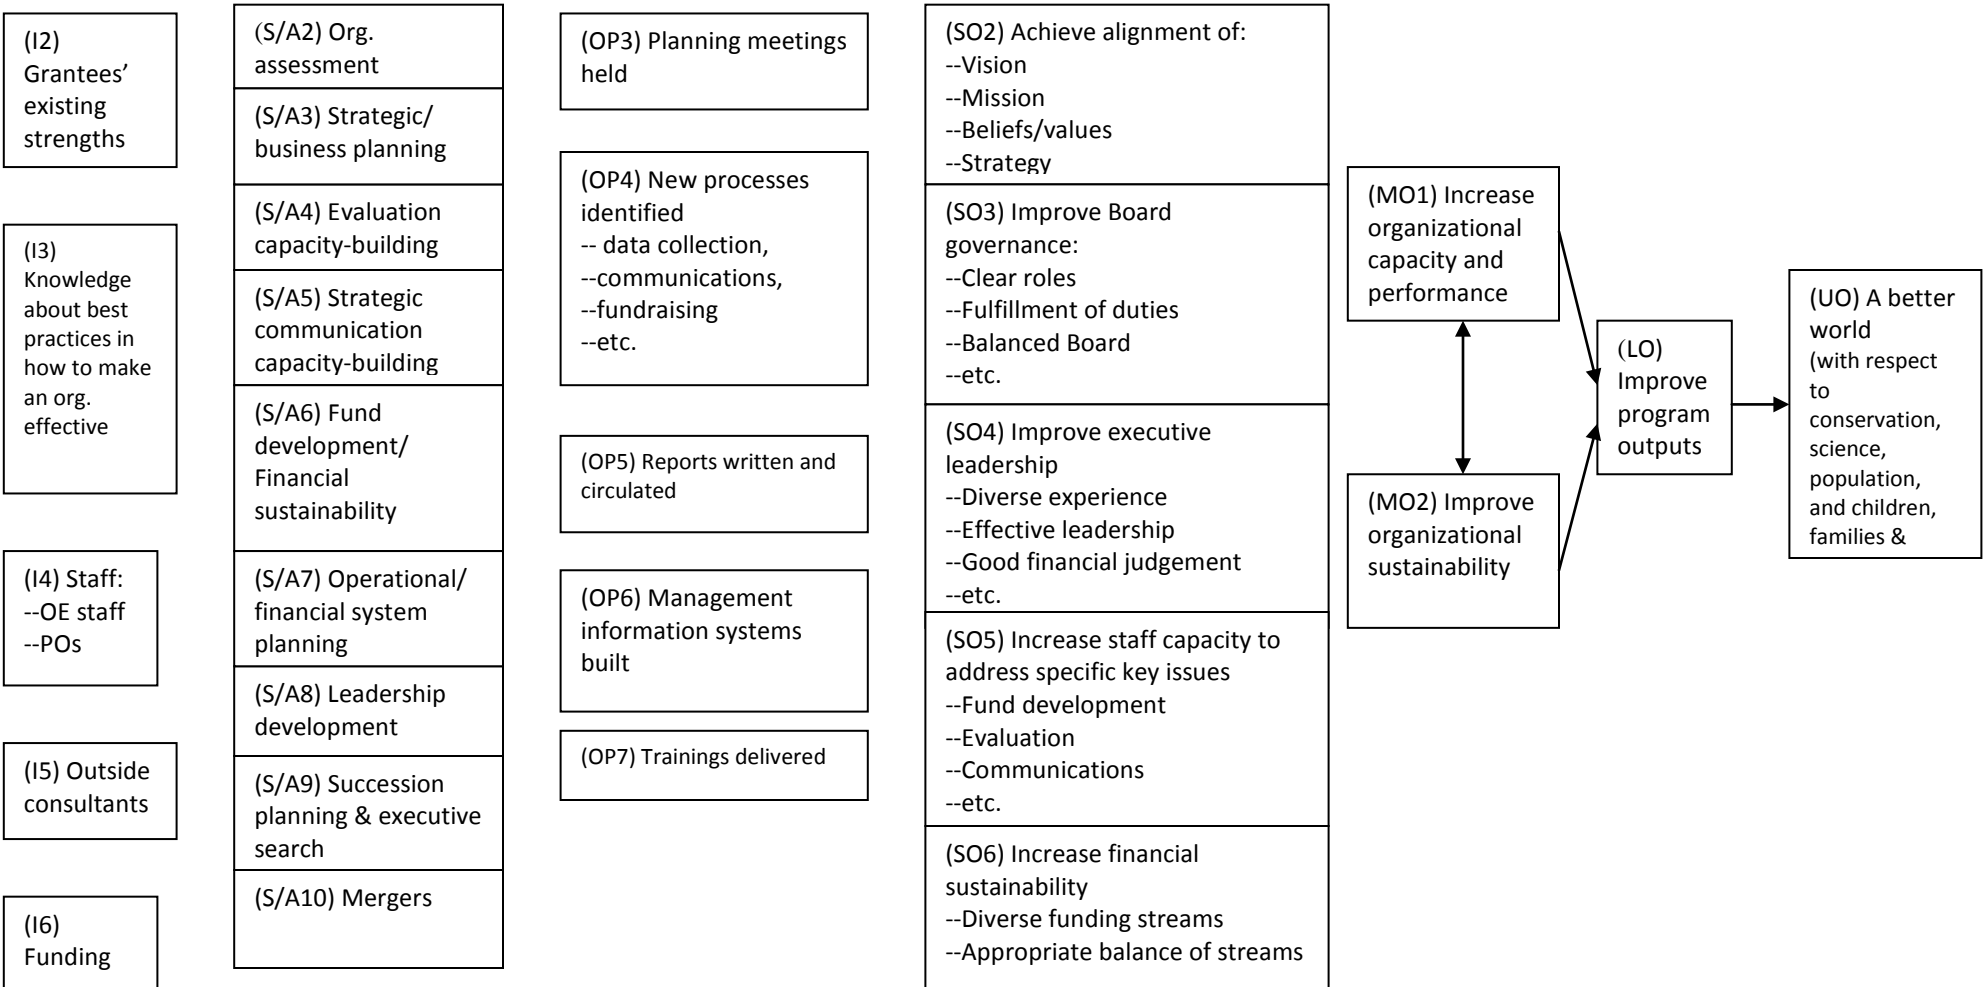 (I2)
Grantees’
existing
strengths
(I3)
Knowledge
about best
practices in
how to make
an org.
effective
(I4) Staff:
--OE staff
--POs
(I5) Outside
consultants
(I6)
Funding
(S/A2) Org.
assessment
(S/A3) Strategic/
business planning
(S/A4) Evaluation
capacity-building
(S/A5) Strategic
communication
capacity-building
(S/A6) Fund
development/
Financial
sustainability
(S/A7) Operational/
financial system
planning
(S/A8) Leadership
development
(S/A9) Succession
planning & executive
search
(S/A10) Mergers
(OP3) Planning meetings
held
(OP4) New processes
identified
-- data collection,
--communications,
--fundraising
--etc.
(OP5) Reports written and
circulated
(OP6) Management
information systems
built
(OP7) Trainings delivered
(SO2) Achieve alignment of:
--Vision
--Mission
--Beliefs/values
--Strategy
(SO3) Improve Board
governance:
--Clear roles
--Fulfillment of duties
--Balanced Board
--etc.
(SO4) Improve executive
leadership
--Diverse experience
--Effective leadership
--Good financial judgement
--etc.
(SO5) Increase staff capacity to
address specific key issues
--Fund development
--Evaluation
--Communications
--etc.
(SO6) Increase financial
sustainability
--Diverse funding streams
--Appropriate balance of streams
(MO1) Increase
organizational
capacity and
performance
(MO2) Improve
organizational
sustainability
(LO)
Improve
program
outputs
(UO) A better
world
(with respect
to
conservation,
science,
population,
and children,
families &